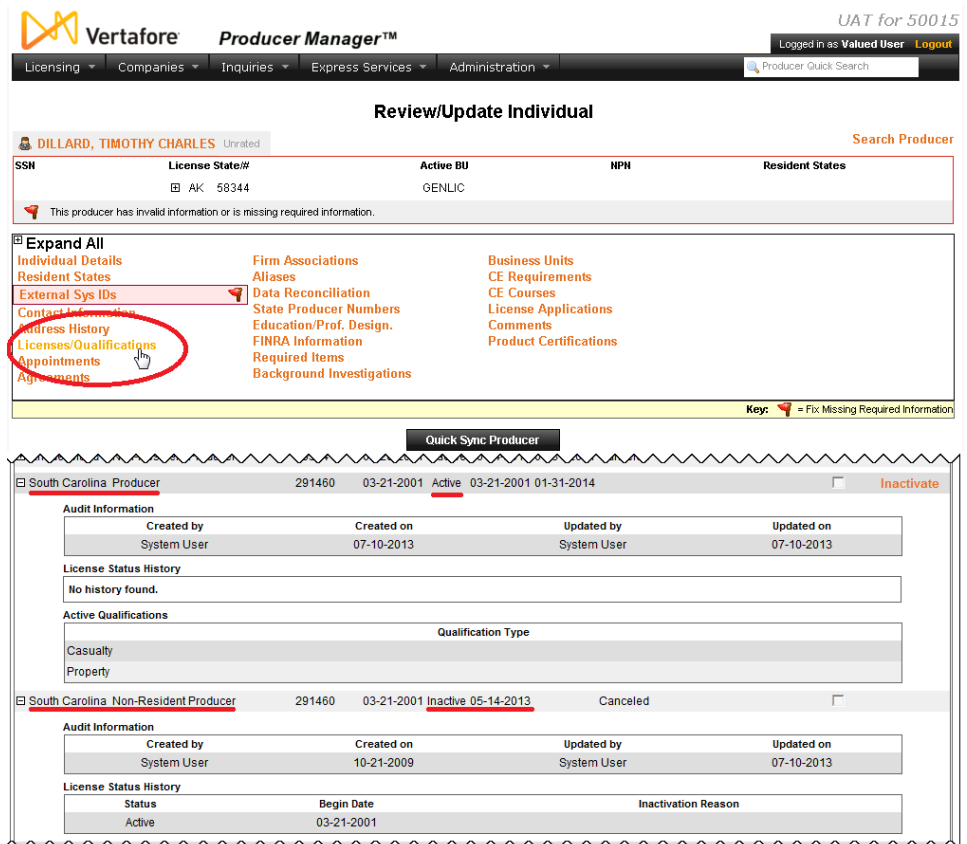 UAT for 50015
Vertafore Producer Manager™
Logged in as Valued User Logout
Licensing Companies Inquiries Express Services Administration Producer Quick Search
Review/Update Individual
DILLARD, TIMOTHY CHARLES Unrated Search Producer
SSN License State/# Active BU NPN Resident States
AK 58344 GENLIC
This producer has invalid information or is missing required information.
Expand All
Individual Details Firm Associations Business Units
Resident States Aliases CE Requirements
External Sys IDs Data Reconciliation CE Courses
Contact Information State Producer Numbers License Applications
Address History Education/Prof. Design. Comments
Licenses/Qualifications FINRA Information Product Certifications
Appointments Required Items
Agreements Background Investigations
Key: = Fix Missing Required Information
Quick Sync Producer
South Carolina Producer 291460 03-21-2001 Active 03-21-2001 01-31-2014 Inactivate
Audit Information
Created by Created on Updated by Updated on
System User 07-10-2013 System User 07-10-2013
License Status History
No history found.
Active Qualifications
Qualification Type
Casualty
Property
South Carolina Non-Resident Producer 291460 03-21-2001 Inactive 05-14-2013 Canceled
Audit Information
Created by Created on Updated by Updated on
System User 10-21-2009 System User 07-10-2013
License Status History
Status Begin Date Inactivation Reason
Active 03-21-2001